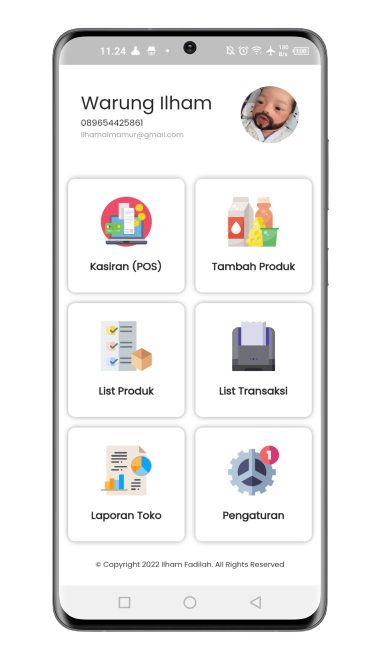 11.24
180
B/s
100
Warung Ilham
089654425861
ilhamalmamur@gmail.com
Kasiran (POS)
Tambah Produk
List Produk
List Transaksi
1
Laporan Toko
Pengaturan
© Copyright 2022 Ilham Fadilah. All Rights Reserved